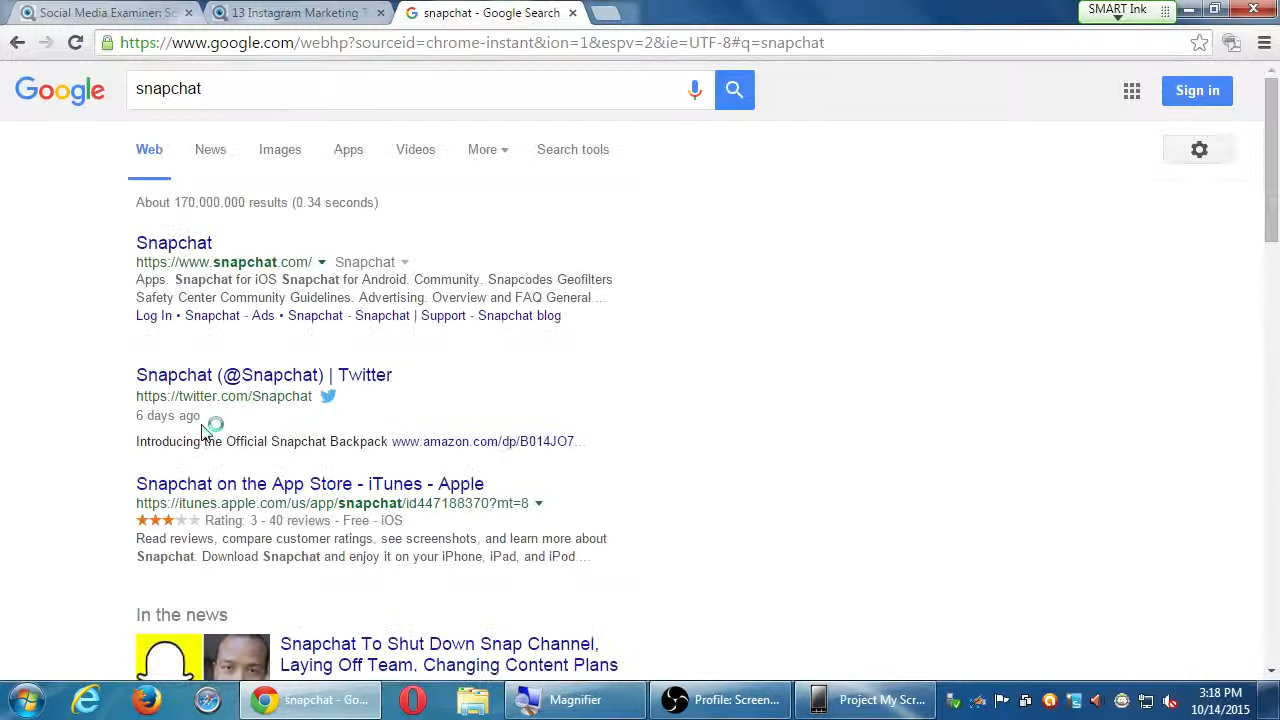 Social Media Examiner: Sc
13 Instagram Marketing T
snapchat - Google Search
SMART Ink
https://www.google.com/webhp?sourceid=chrome-instant&ion=1&espv=2&ie=UTF-8#q=snapchat
Google
snapchat
Sign in
Web
News
Images
Apps
Videos
More
Search tools
About 170,000,000 results (0.34 seconds)
Snapchat
https://www.snapchat.com/ Snapchat
Apps. Snapchat for iOS Snapchat for Android. Community. Snapcodes Geofilters
Safety Center Community Guidelines. Advertising. Overview and FAQ General....
Log In • Snapchat - Ads • Snapchat - Snapchat | Support - Snapchat blog
Snapchat (@Snapchat) | Twitter
https://twitter.com/Snapchat
6 days ago
Introducing the Official Snapchat Backpack www.amazon.com/dp/B014JO7...
Snapchat on the App Store - iTunes - Apple
https://itunes.apple.com/us/app/snapchat/id447188370?mt=8
Rating: 3 - 40 reviews - Free - iOS
Read reviews, compare customer ratings, see screenshots, and learn more about
Snapchat. Download Snapchat and enjoy it on your iPhone, iPad, and iPod ...
In the news
Snapchat To Shut Down Snap Channel,
Laying Off Team, Changing Content Plans
snapchat - Go...
Magnifier
Profile: Screen...
Project My Scr...
3:18 PM
10/14/2015